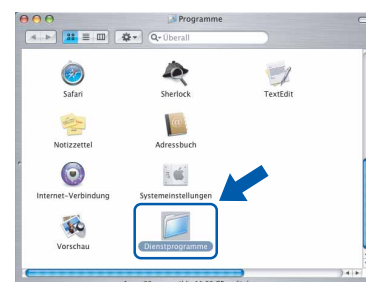 Programme
Überall
Safari
Sherlock
TextEdit
Notizzettel
Adressbuch
Internet-Verbindung
Systemeinstellungen
Vorschau
Dienstprogramme